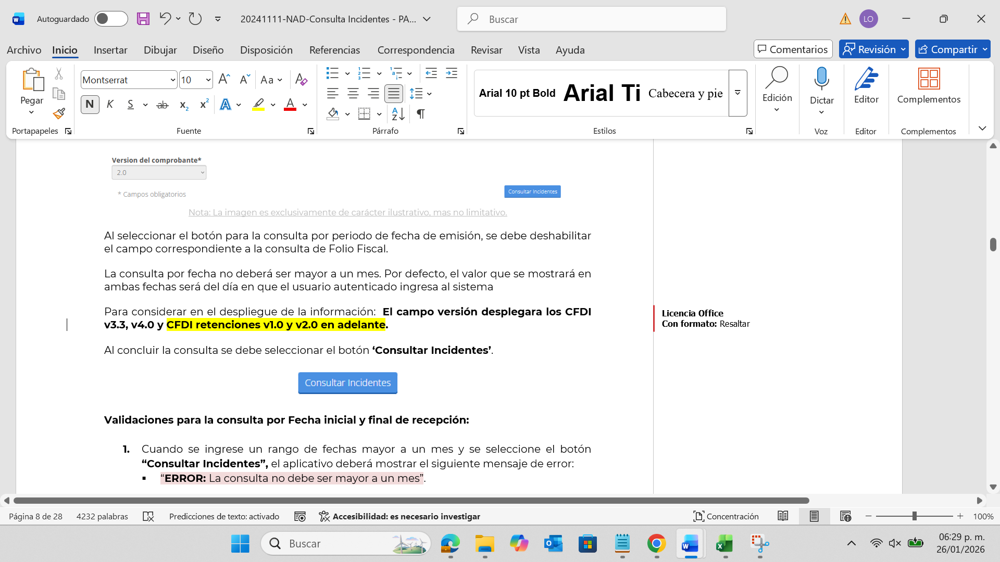 Autoguardado
20241111-NAD-Consulta Incidentes - PA...
Buscar
LO
Archivo Inicio Insertar Dibujar Diseño Disposición Referencias Correspondencia Revisar Vista Ayuda
Comentarios Revisión Compartir
Pegar
Portapapeles
Montserrat 10
Aa
N K S ab x2 x2 A A
Fuente
Párrafo
Arial 10 pt Bold Arial Ti Cabecera y pie
Estilos
Edición
Dictar
Voz
Editor
Editor
Complementos
Complementos
Version del comprobante*
2.0
* Campos obligatorios
Consultar Incidentes
Nota: La imagen es exclusivamente de carácter ilustrativo, mas no limitativo.
Al seleccionar el botón para la consulta por periodo de fecha de emisión, se debe deshabilitar
el campo correspondiente a la consulta de Folio Fiscal.
La consulta por fecha no deberá ser mayor a un mes. Por defecto, el valor que se mostrará en
ambas fechas será del día en que el usuario autenticado ingresa al sistema
Para considerar en el despliegue de la información: El campo versión desplegara los CFDI
v3.3, v4.0 y CFDI retenciones v1.0 y v2.0 en adelante.
Licencia Office
Con formato: Resaltar
Al concluir la consulta se debe seleccionar el botón ‘Consultar Incidentes’.
Consultar Incidentes
Validaciones para la consulta por Fecha inicial y final de recepción:
1. Cuando se ingrese un rango de fechas mayor a un mes y se seleccione el botón
“Consultar Incidentes”, el aplicativo deberá mostrar el siguiente mensaje de error:
▪ “ERROR: La consulta no debe ser mayor a un mes”.
Página 8 de 28
4232 palabras
Predicciones de texto: activado
Accesibilidad: es necesario investigar
Concentración
100%
Buscar
06:29 p. m.
26/01/2026